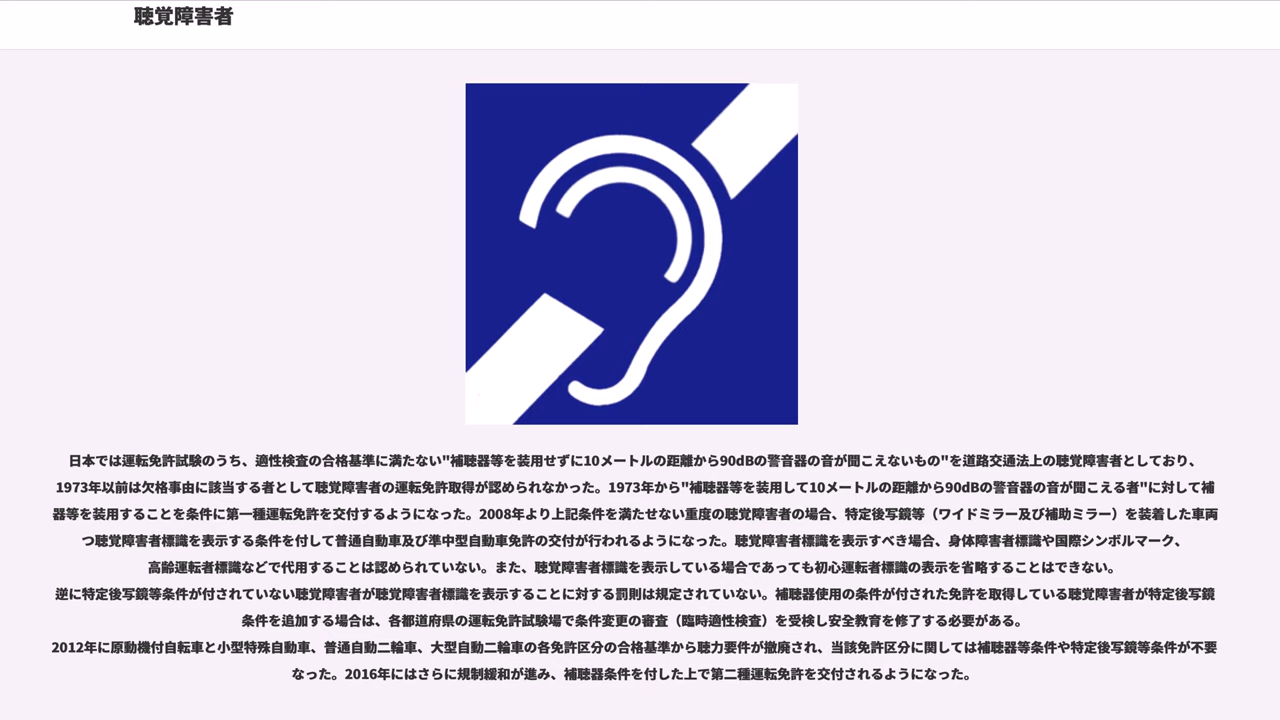 聴覚障害者
日本では運転免許試験のうち、適性検査の合格基準に満たない"補聴器等を装用せずに10メートルの距離から90dBの警音器の音が聞こえないもの"を道路交通法上の聴覚障害者としており、
1973年以前は欠格事由に該当する者として聴覚障害者の運転免許取得が認められなかった。1973年から"補聴器等を装用して10メートルの距離から90dBの警音器の音が聞こえる者"に対して補
器等を装用することを条件に第一種運転免許を交付するようになった。2008年より上記条件を満たせない重度の聴覚障害者の場合、特定後写鏡等（ワイドミラー及び補助ミラー）を装着した車両
つ聴覚障害者標識を表示する条件を付して普通自動車及び準中型自動車免許の交付が行われるようになった。聴覚障害者標識を表示すべき場合、身体障害者標識や国際シンボルマーク、
高齢運転者標識などで代用することは認められていない。また、聴覚障害者標識を表示している場合であっても初心運転者標識の表示を省略することはできない。
逆に特定後写鏡等条件が付されていない聴覚障害者が聴覚障害者標識を表示することに対する罰則は規定されていない。補聴器使用の条件が付された免許を取得している聴覚障害者が特定後写鏡
条件を追加する場合は、各都道府県の運転免許試験場で条件変更の審査（臨時適性検査）を受検し安全教育を修了する必要がある。
2012年に原動機付自転車と小型特殊自動車、普通自動二輪車、大型自動二輪車の各免許区分の合格基準から聴力要件が撤廃され、当該免許区分に関しては補聴器等条件や特定後写鏡等条件が不要
なった。2016年にはさらに規制緩和が進み、補聴器条件を付した上で第二種運転免許を交付されるようになった。